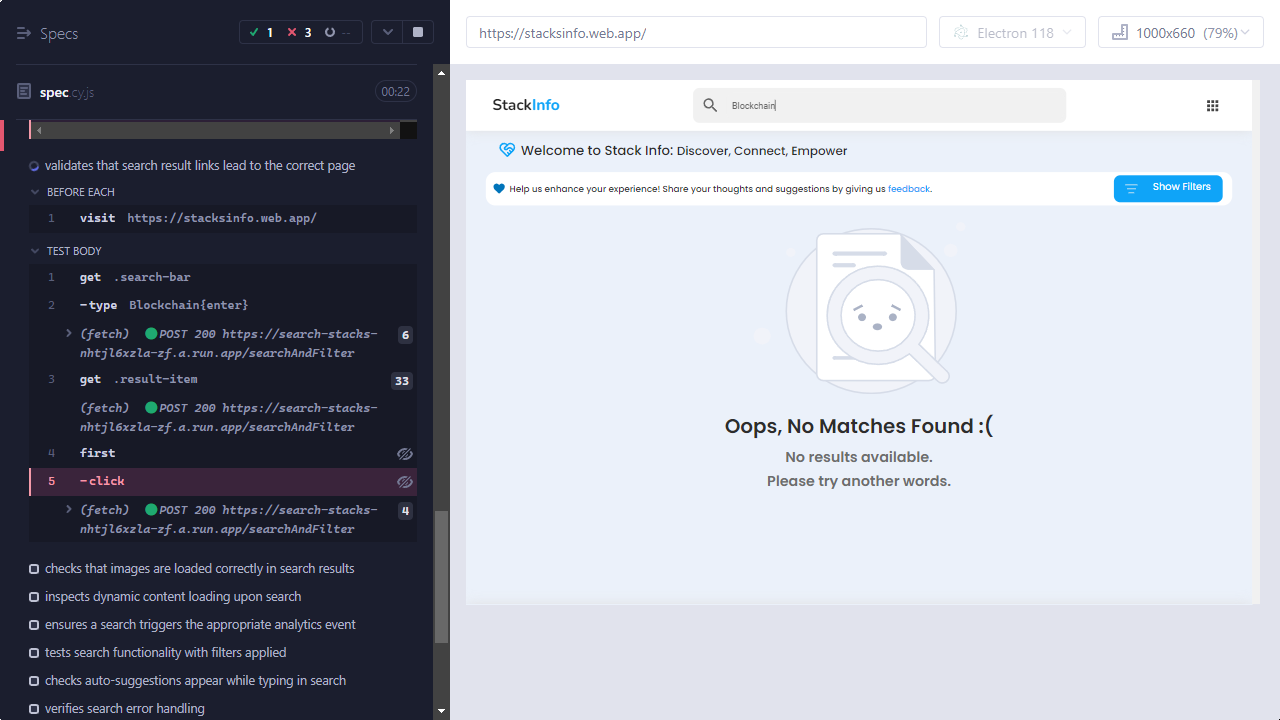 Specs
1
3
--
https://stacksinfo.web.app/
Electron 118
1000x660 (79%)
spec.cy.js
00:22
validates that search result links lead to the correct page
BEFORE EACH
1 visit https://stacksinfo.web.app/
TEST BODY
1 get .search-bar
2 -type Blockchain{enter}
(fetch) POST 200 https://search-stacks-
nhtjl6xzla-zf.a.run.app/searchAndFilter
6
3 get .result-item 33
(fetch) POST 200 https://search-stacks-
nhtjl6xzla-zf.a.run.app/searchAndFilter
4 first
5 -click
(fetch) POST 200 https://search-stacks-
nhtjl6xzla-zf.a.run.app/searchAndFilter
4
checks that images are loaded correctly in search results
inspects dynamic content loading upon search
ensures a search triggers the appropriate analytics event
tests search functionality with filters applied
checks auto-suggestions appear while typing in search
verifies search error handling
StackInfo
Blockchain
Welcome to Stack Info: Discover, Connect, Empower
Help us enhance your experience! Share your thoughts and suggestions by giving us feedback.
Show Filters
Oops, No Matches Found :(
No results available.
Please try another words.